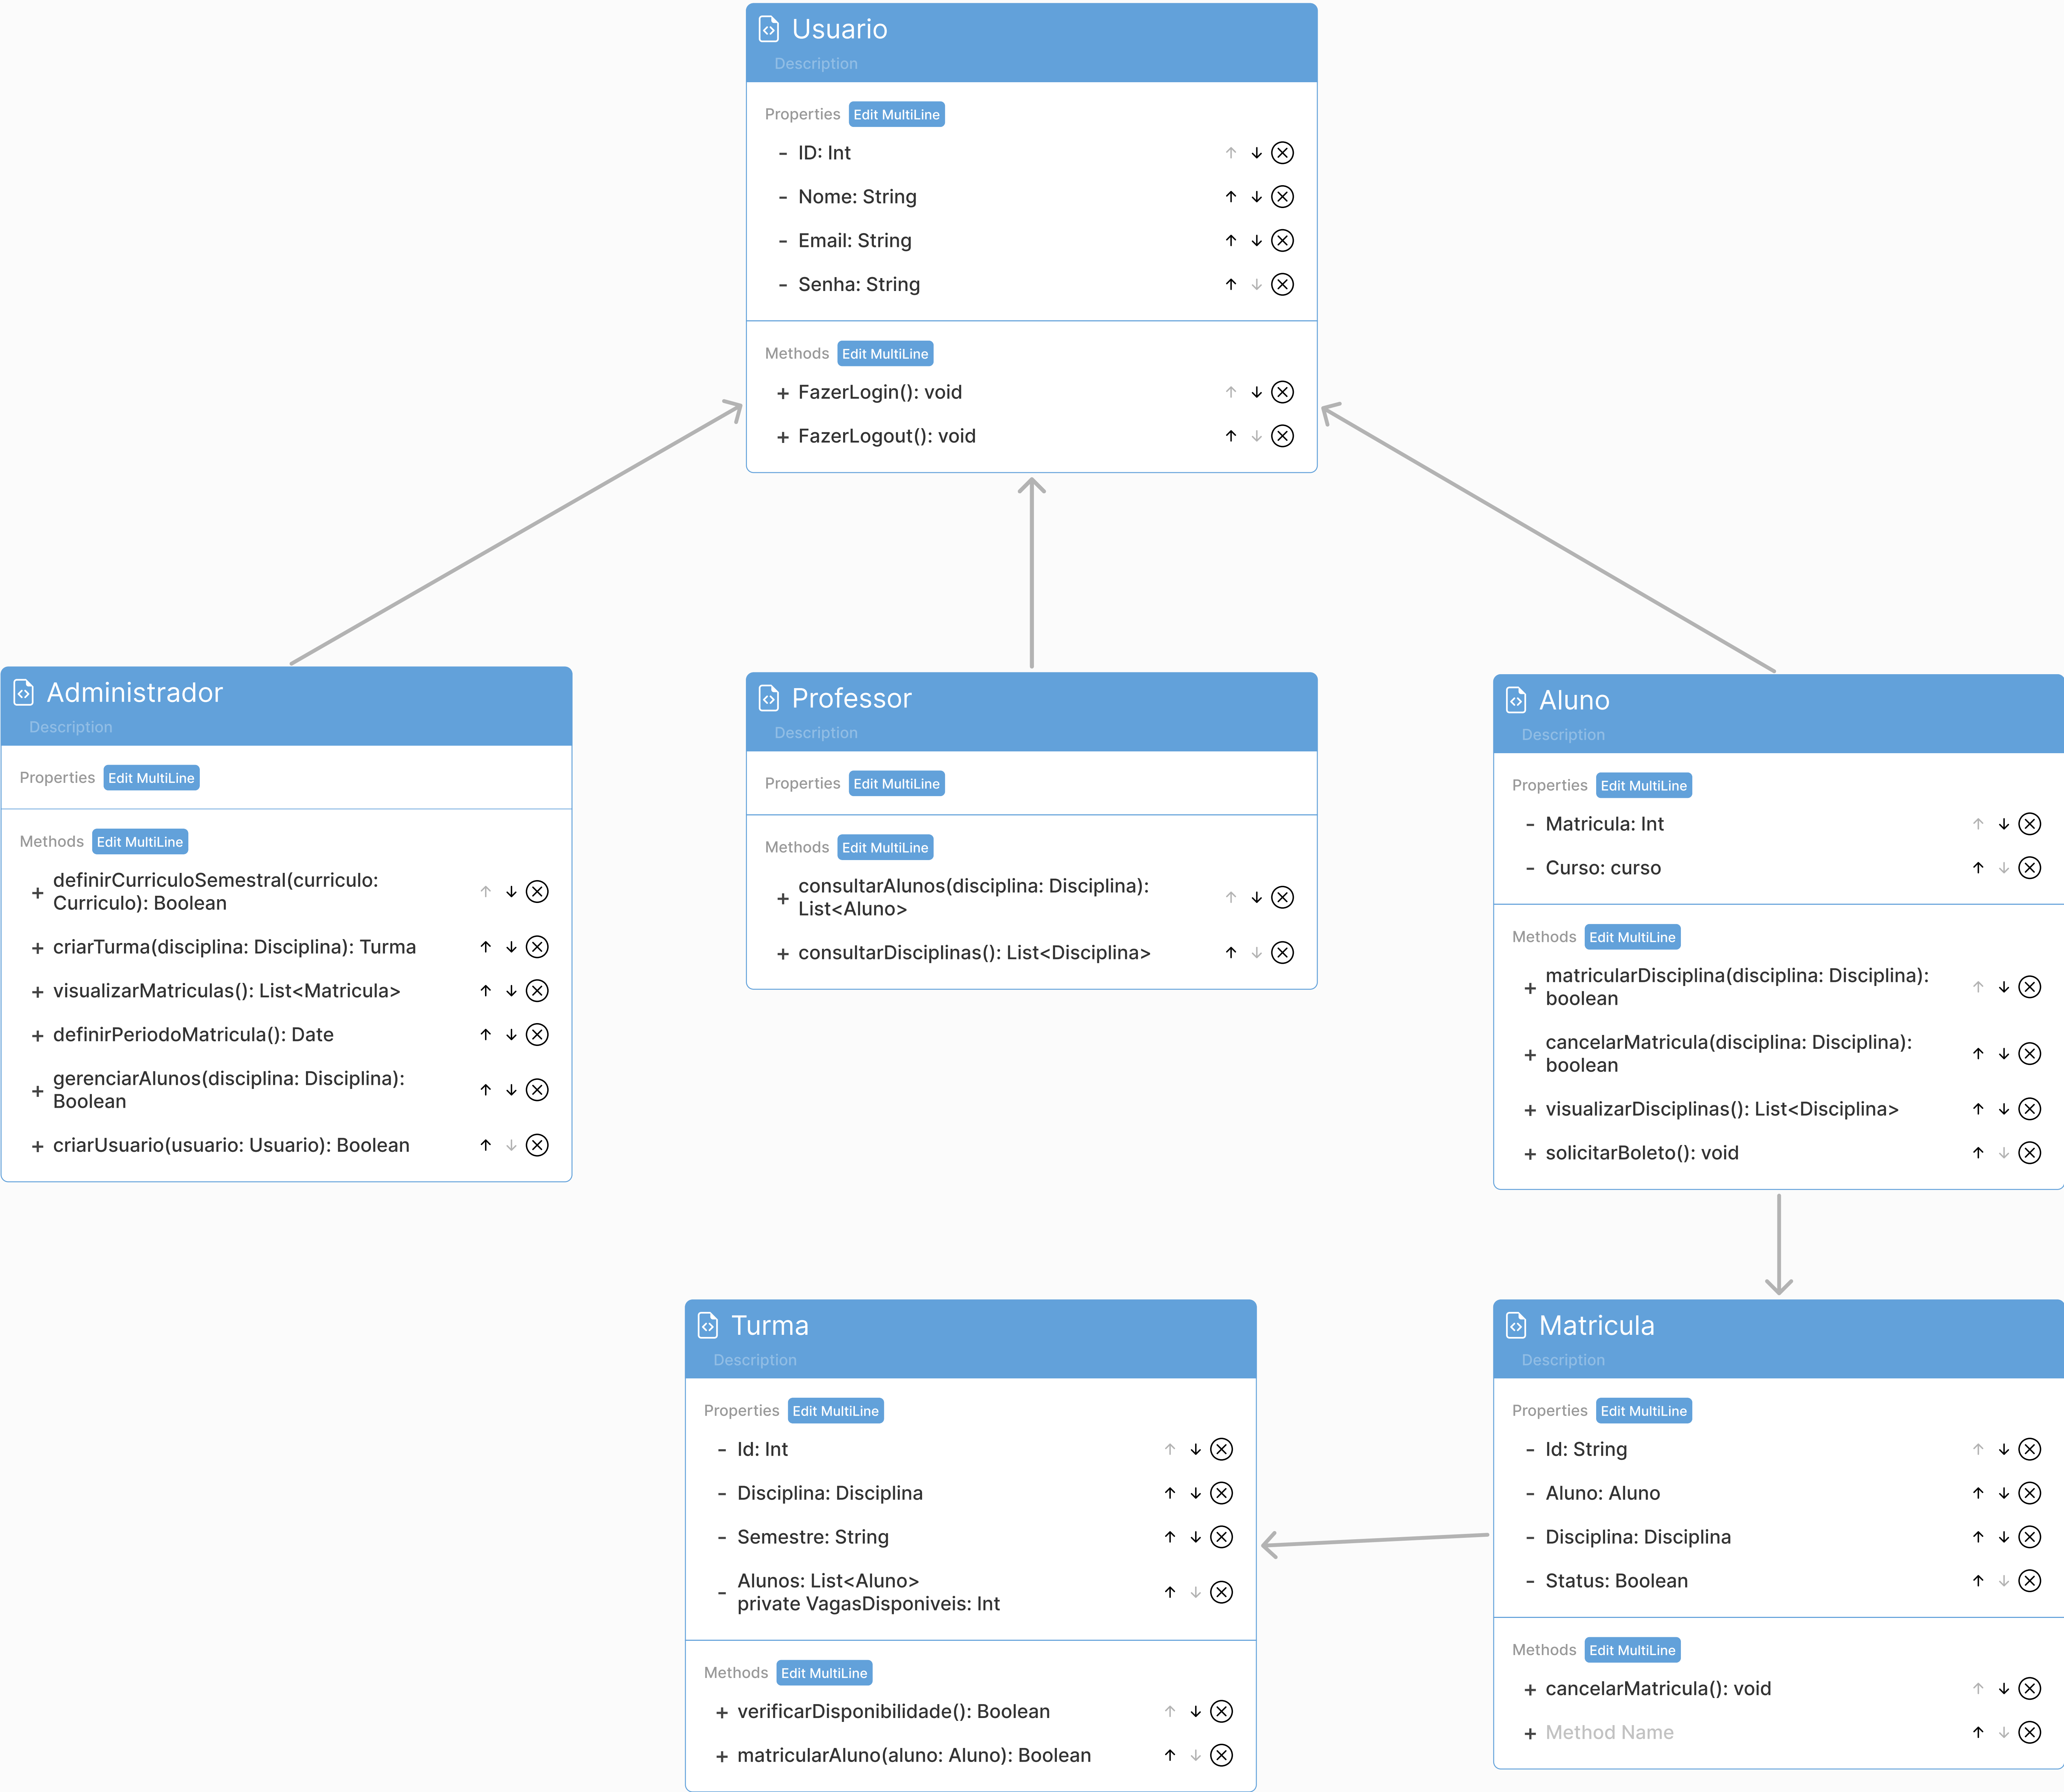 Usuario
Description
Properties Edit MultiLine
- ID: Int
- Nome: String
- Email: String
- Senha: String
Methods Edit MultiLine
+ FazerLogin(): void
+ FazerLogout(): void
Administrador
Description
Properties Edit MultiLine
Methods Edit MultiLine
+ definirCurriculoSemestral(curriculo:
Curriculo): Boolean
+ criarTurma(disciplina: Disciplina): Turma
+ visualizarMatriculas(): List<Matricula>
+ definirPeriodoMatricula(): Date
+ gerenciarAlunos(disciplina: Disciplina):
Boolean
+ criarUsuario(usuario: Usuario): Boolean
Professor
Description
Properties Edit MultiLine
Methods Edit MultiLine
+ consultarAlunos(disciplina: Disciplina):
List<Aluno>
+ consultarDisciplinas(): List<Disciplina>
Aluno
Description
Properties Edit MultiLine
- Matricula: Int
- Curso: curso
Methods Edit MultiLine
+ matricularDisciplina(disciplina: Disciplina):
boolean
+ cancelarMatricula(disciplina: Disciplina):
boolean
+ visualizarDisciplinas(): List<Disciplina>
+ solicitarBoleto(): void
Turma
Description
Properties Edit MultiLine
- Id: Int
- Disciplina: Disciplina
- Semestre: String
- Alunos: List<Aluno>
private VagasDisponiveis: Int
Methods Edit MultiLine
+ verificarDisponibilidade(): Boolean
+ matricularAluno(aluno: Aluno): Boolean
Matricula
Description
Properties Edit MultiLine
- Id: String
- Aluno: Aluno
- Disciplina: Disciplina
- Status: Boolean
Methods Edit MultiLine
+ cancelarMatricula(): void
+ Method Name